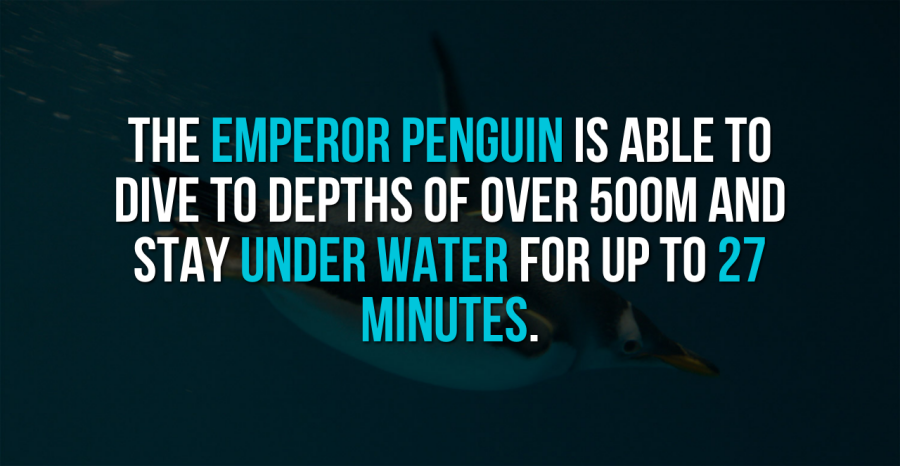 THE EMPEROR PENGUIN IS ABLE TO
DIVE TO DEPTHS OF OVER 500M AND
STAY UNDER WATER FOR UP TO 27
MINUTES.